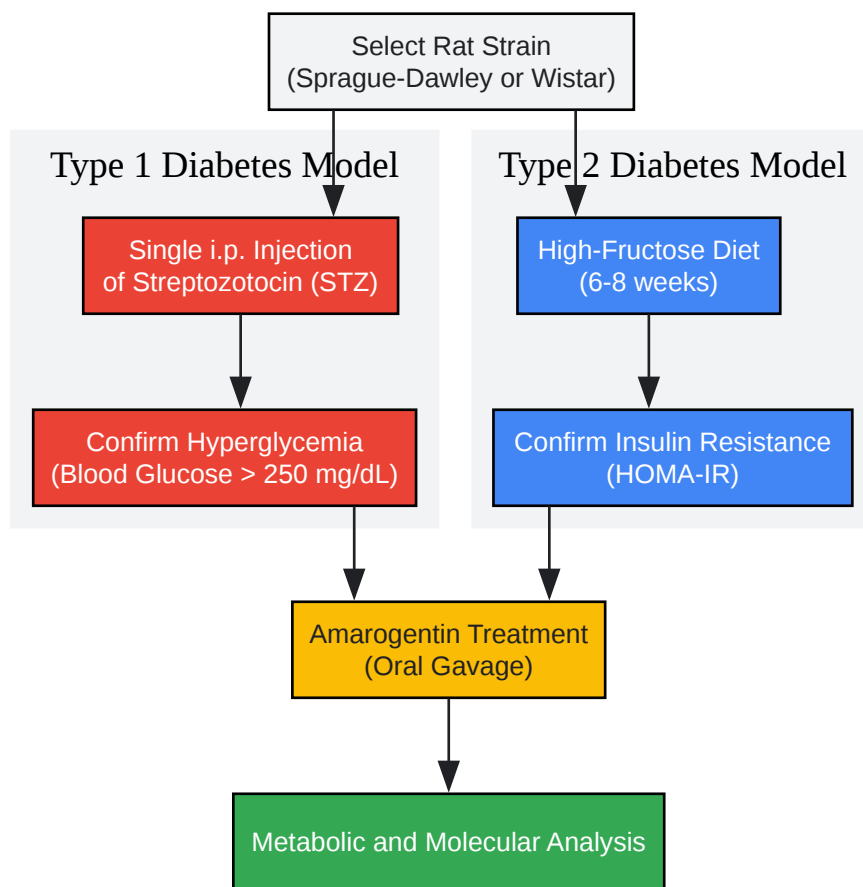 Select Rat Strain
(Sprague-Dawley or Wistar)
Type 1 Diabetes Model
Single i.p. Injection
of Streptozotocin (STZ)
Confirm Hyperglycemia
(Blood Glucose > 250 mg/dL)
Type 2 Diabetes Model
High-Fructose Diet
(6-8 weeks)
Confirm Insulin Resistance
(HOMA-IR)
Amarogentin Treatment
(Oral Gavage)
Metabolic and Molecular Analysis